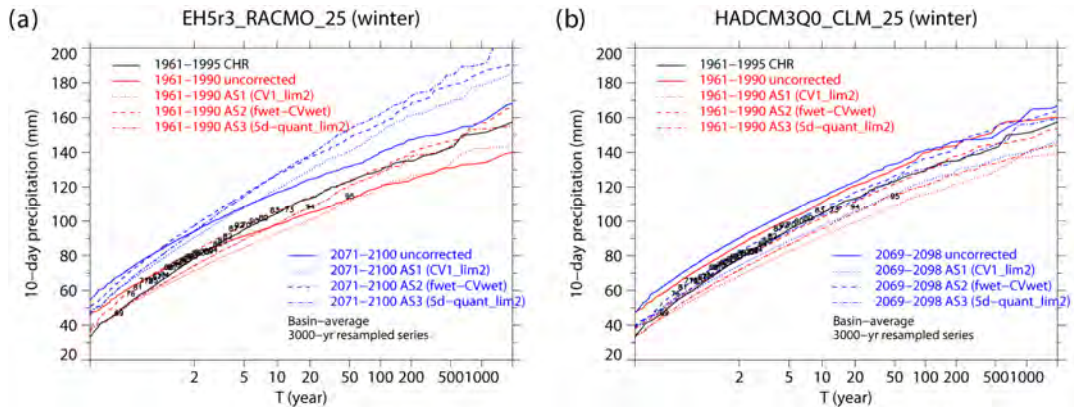 (a) EH5r3_RACMO_25 (winter)
200
180
160
140
120
100
80
60
40
20
10-day precipitation (mm)
1961-1995 CHR
1961-1990 uncorrected
1961-1990 AS1 (CV1_lim2)
1961-1990 AS2 (fwet-CVwet)
1961-1990 AS3 (5d-quant_lim2)
95
2071-2100 uncorrected
2071-2100 AS1 (CV1_lim2)
2071-2100 AS2 (fwet-CVwet)
2071-2100 AS3 (5d-quant_lim2)
Basin-average
3000-yr resampled series
2 5 10 20 50 100 200 500 1000
T (year)
(b) HADCM3Q0_CLM_25 (winter)
200
180
160
140
120
100
80
60
40
20
10-day precipitation (mm)
1961-1995 CHR
1961-1990 uncorrected
1961-1990 AS1 (CV1_lim2)
1961-1990 AS2 (fwet-CVwet)
1961-1990 AS3 (5d-quant_lim2)
95
2069-2098 uncorrected
2069-2098 AS1 (CV1_lim2)
2069-2098 AS2 (fwet-CVwet)
2069-2098 AS3 (5d-quant_lim2)
Basin-average
3000-yr resampled series
2 5 10 20 50 100 200 500 1000
T (year)